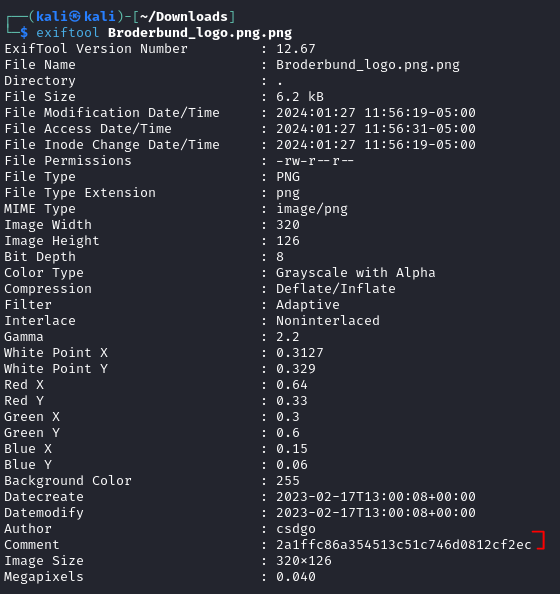 ┌──(kali㉿kali)-[~/Downloads]
└─$ exiftool Broderbund_logo.png.png
ExifTool Version Number : 12.67
File Name : Broderbund_logo.png.png
Directory : .
File Size : 6.2 kB
File Modification Date/Time : 2024:01:27 11:56:19-05:00
File Access Date/Time : 2024:01:27 11:56:31-05:00
File Inode Change Date/Time : 2024:01:27 11:56:19-05:00
File Permissions : -rw-r--r--
File Type : PNG
File Type Extension : png
MIME Type : image/png
Image Width : 320
Image Height : 126
Bit Depth : 8
Color Type : Grayscale with Alpha
Compression : Deflate/Inflate
Filter : Adaptive
Interlace : Noninterlaced
Gamma : 2.2
White Point X : 0.3127
White Point Y : 0.329
Red X : 0.64
Red Y : 0.33
Green X : 0.3
Green Y : 0.6
Blue X : 0.15
Blue Y : 0.06
Background Color : 255
Datecreate : 2023-02-17T13:00:08+00:00
Datemodify : 2023-02-17T13:00:08+00:00
Author : csdgo
Comment : 2a1ffc86a354513c51c746d0812cf2ec
Image Size : 320×126
Megapixels : 0.040